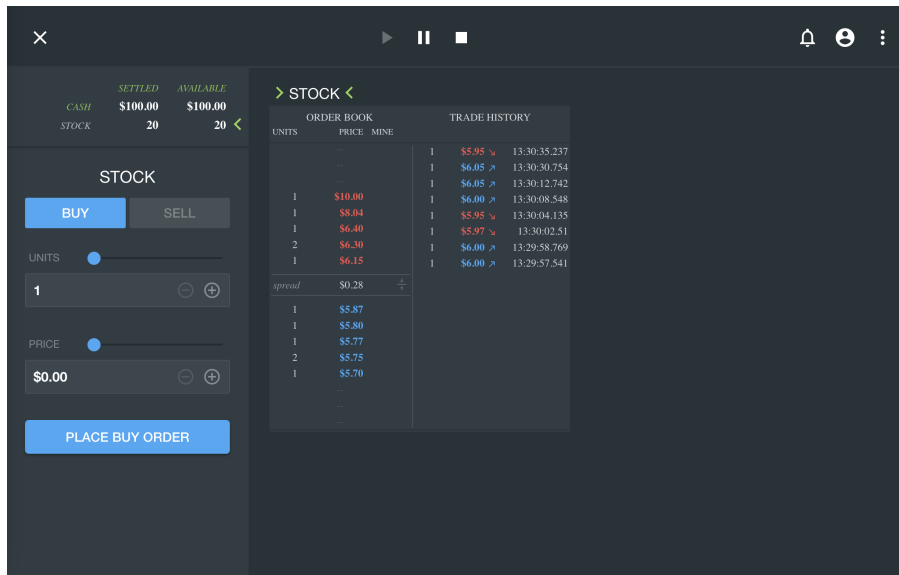 SETTLED AVAILABLE
CASH $100.00 $100.00
STOCK 20 20
STOCK
BUY SELL
UNITS
1
PRICE
$0.00
PLACE BUY ORDER
> STOCK <
ORDER BOOK TRADE HISTORY
UNITS PRICE MINE
--
1 $5.95 ↘ 13:30:35.237
--
1 $6.05 ↗ 13:30:30.754
--
1 $6.05 ↗ 13:30:12.742
1 $10.00
1 $6.00 ↗ 13:30:08.548
1 $8.04
1 $5.95 ↘ 13:30:04.135
1 $6.40
1 $5.97 ↘ 13:30:02.51
2 $6.30
1 $6.00 ↗ 13:29:58.769
1 $6.15
1 $6.00 ↗ 13:29:57.541
spread $0.28
1 $5.87
1 $5.80
1 $5.77
2 $5.75
1 $5.70
--
--
--